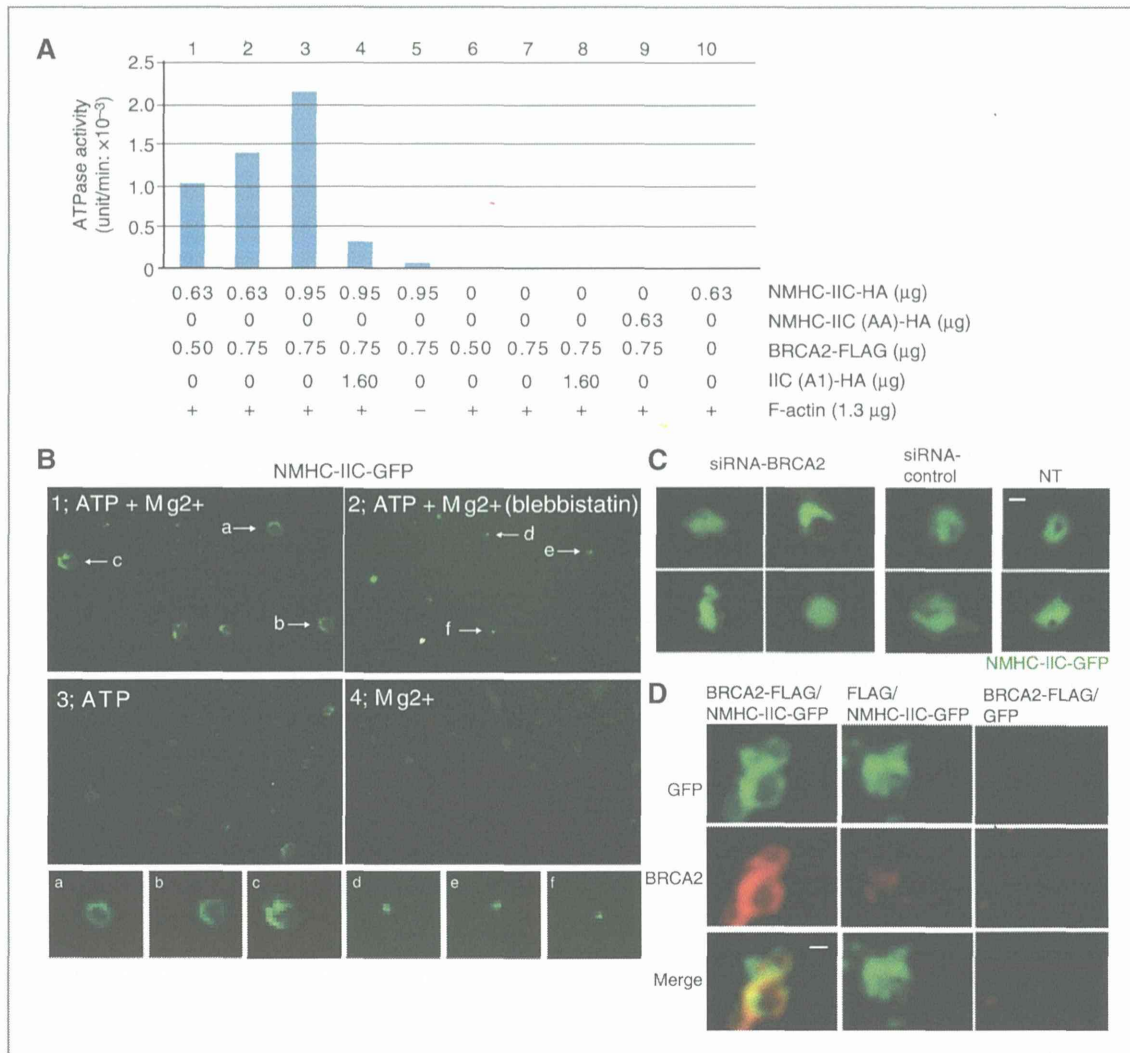 A
1 2 3 4 5 6 7 8 9 10
ATPase activity
(unit/min: ×10⁻³)
2.5
2.0
1.5
1.0
0.5
0
0.63 0.63 0.95 0.95 0.95 0 0 0 0 0.63 NMHC-IIC-HA (μg)
0 0 0 0 0 0 0 0 0.63 0 NMHC-IIC (AA)-HA (μg)
0.50 0.75 0.75 0.75 0.75 0.50 0.75 0.75 0.75 0 BRCA2-FLAG (μg)
0 0 0 1.60 0 0 0 1.60 0 0 IIC (A1)-HA (μg)
+ + + + − + + + + + F-actin (1.3 μg)
B
NMHC-IIC-GFP
1; ATP + Mg2+
a
c
b
2; ATP + Mg2+ (blebbistatin)
d
e
f
3; ATP
4; Mg2+
a b c d e f
C
siRNA-BRCA2
siRNA-
control
NT
NMHC-IIC-GFP
D
BRCA2-FLAG/
NMHC-IIC-GFP
FLAG/
NMHC-IIC-GFP
BRCA2-FLAG/
GFP
GFP
BRCA2
Merge